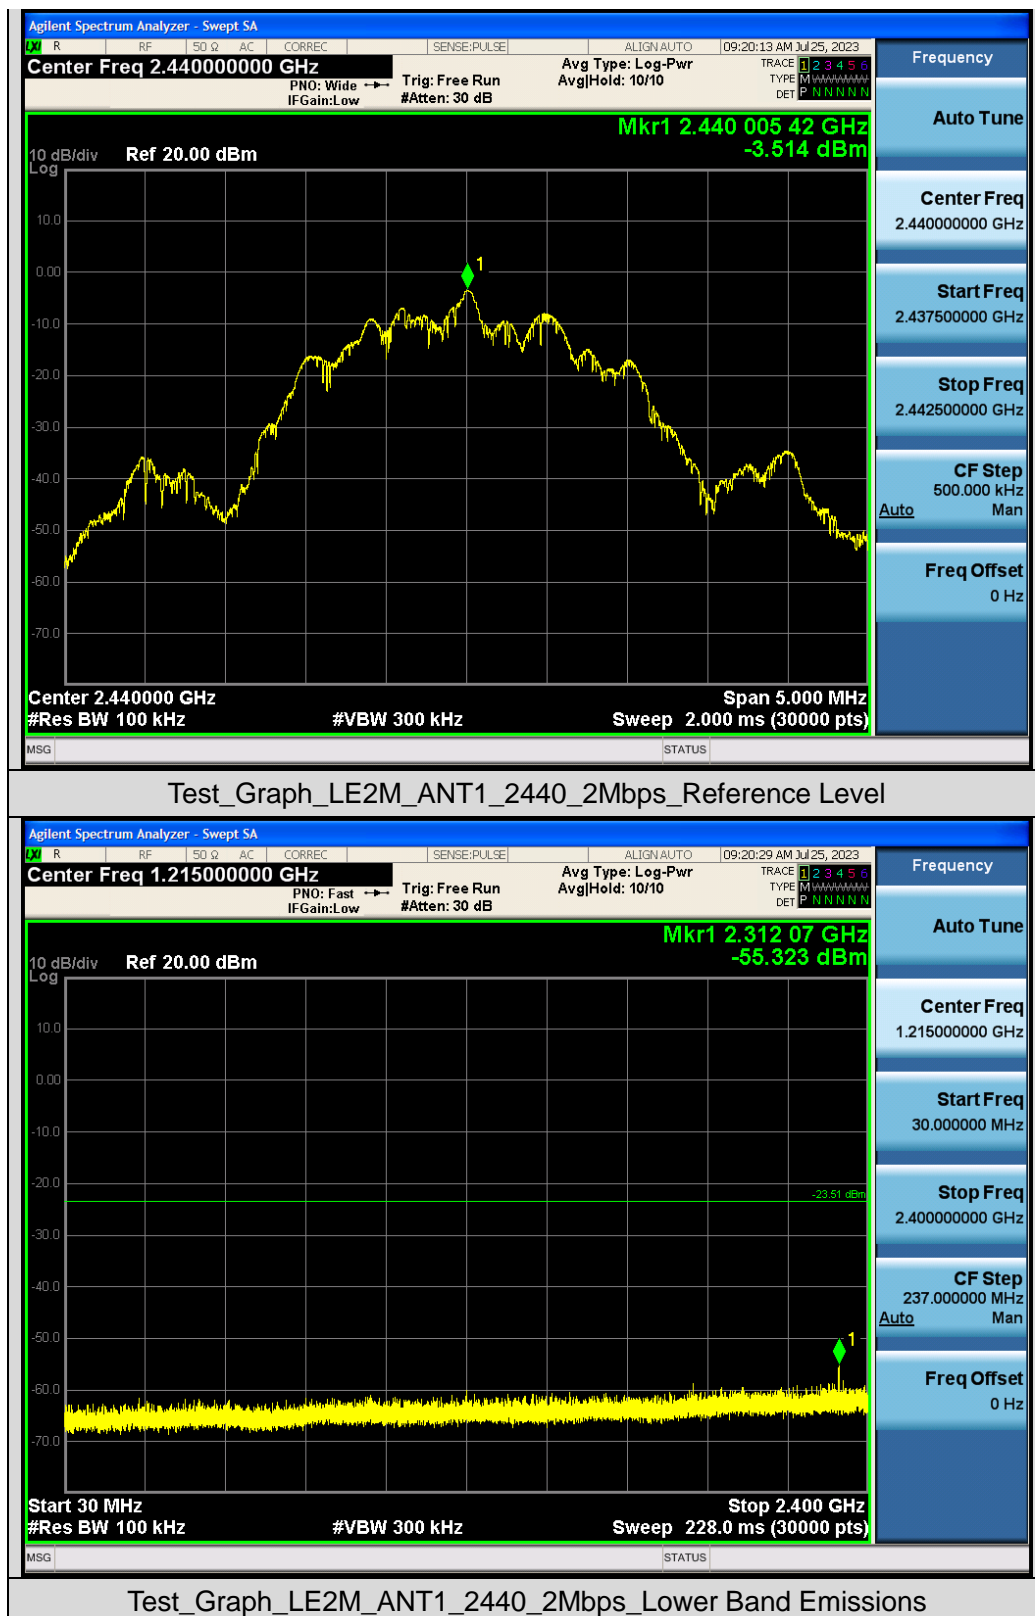 Agilent Spectrum Analyzer - Swept SA
LXI R RF 50 Ω AC CORREC SENSE:PULSE ALIGN AUTO 09:20:13 AM Jul 25, 2023
Center Freq 2.440000000 GHz
PNO: Wide
IFGain:Low
Trig: Free Run
#Atten: 30 dB
Avg Type: Log-Pwr
Avg|Hold: 10/10
TRACE 1 2 3 4 5 6
TYPE M WWWWW
DET P N N N N N
Mkr1 2.440 005 42 GHz
-3.514 dBm
10 dB/div Ref 20.00 dBm
Log
10.0
0.00
1
-10.0
-20.0
-30.0
-40.0
-50.0
-60.0
-70.0
Center 2.440000 GHz Span 5.000 MHz
#Res BW 100 kHz #VBW 300 kHz Sweep 2.000 ms (30000 pts)
MSG STATUS
Frequency
Auto Tune
Center Freq
2.440000000 GHz
Start Freq
2.437500000 GHz
Stop Freq
2.442500000 GHz
CF Step
500.000 kHz
Auto Man
Freq Offset
0 Hz
Test_Graph_LE2M_ANT1_2440_2Mbps_Reference Level
Agilent Spectrum Analyzer - Swept SA
LXI R RF 50 Ω AC CORREC SENSE:PULSE ALIGN AUTO 09:20:29 AM Jul 25, 2023
Center Freq 1.215000000 GHz
PNO: Fast
IFGain:Low
Trig: Free Run
#Atten: 30 dB
Avg Type: Log-Pwr
Avg|Hold: 10/10
TRACE 1 2 3 4 5 6
TYPE M WWWWW
DET P N N N N N
Mkr1 2.312 07 GHz
-55.323 dBm
10 dB/div Ref 20.00 dBm
Log
10.0
0.00
-10.0
-20.0
-23.51 dBm
-30.0
-40.0
-50.0
1
-60.0
-70.0
Start 30 MHz Stop 2.400 GHz
#Res BW 100 kHz #VBW 300 kHz Sweep 228.0 ms (30000 pts)
MSG STATUS
Frequency
Auto Tune
Center Freq
1.215000000 GHz
Start Freq
30.000000 MHz
Stop Freq
2.400000000 GHz
CF Step
237.000000 MHz
Auto Man
Freq Offset
0 Hz
Test_Graph_LE2M_ANT1_2440_2Mbps_Lower Band Emissions